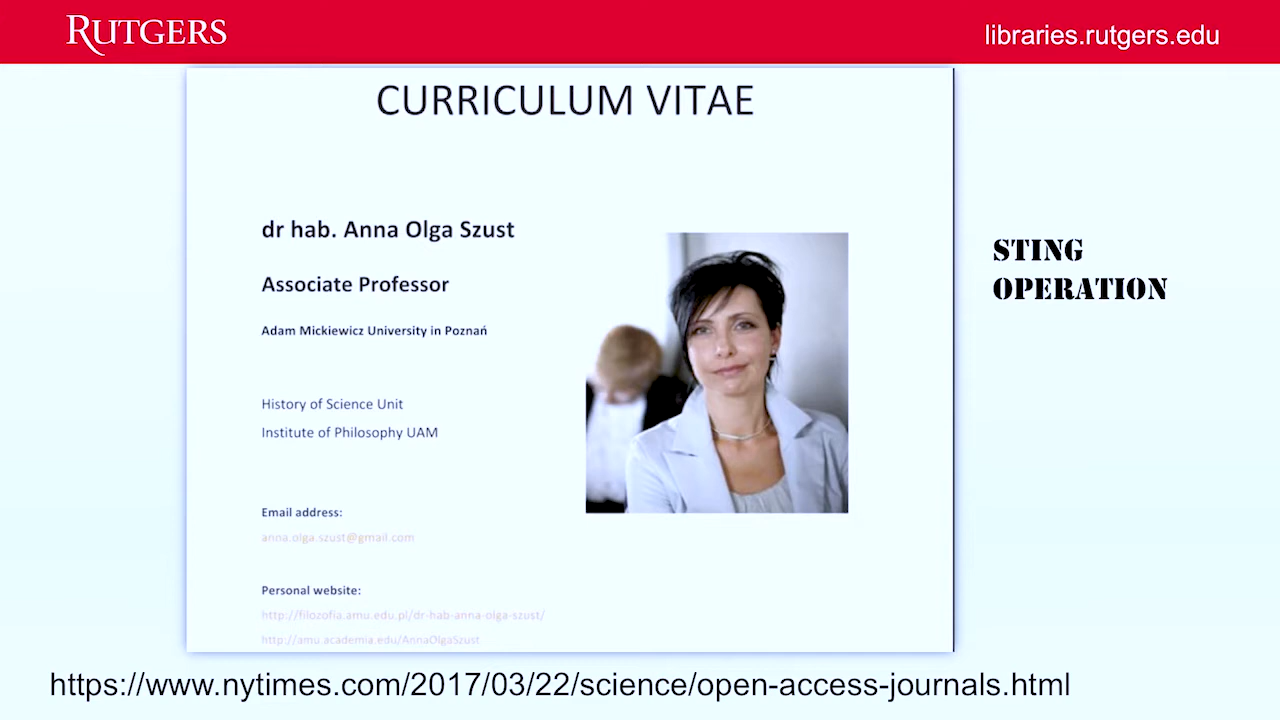 RUTGERS
libraries.rutgers.edu
CURRICULUM VITAE
dr hab. Anna Olga Szust
Associate Professor
Adam Mickiewicz University in Poznań
History of Science Unit
Institute of Philosophy UAM
Email address:
anna.olga.szust@gmail.com
Personal website:
http://filozofia.amu.edu.pl/dr-hab-anna-olga-szust/
http://amu.academia.edu/AnnaOlgaSzust
STING
OPERATION
https://www.nytimes.com/2017/03/22/science/open-access-journals.html